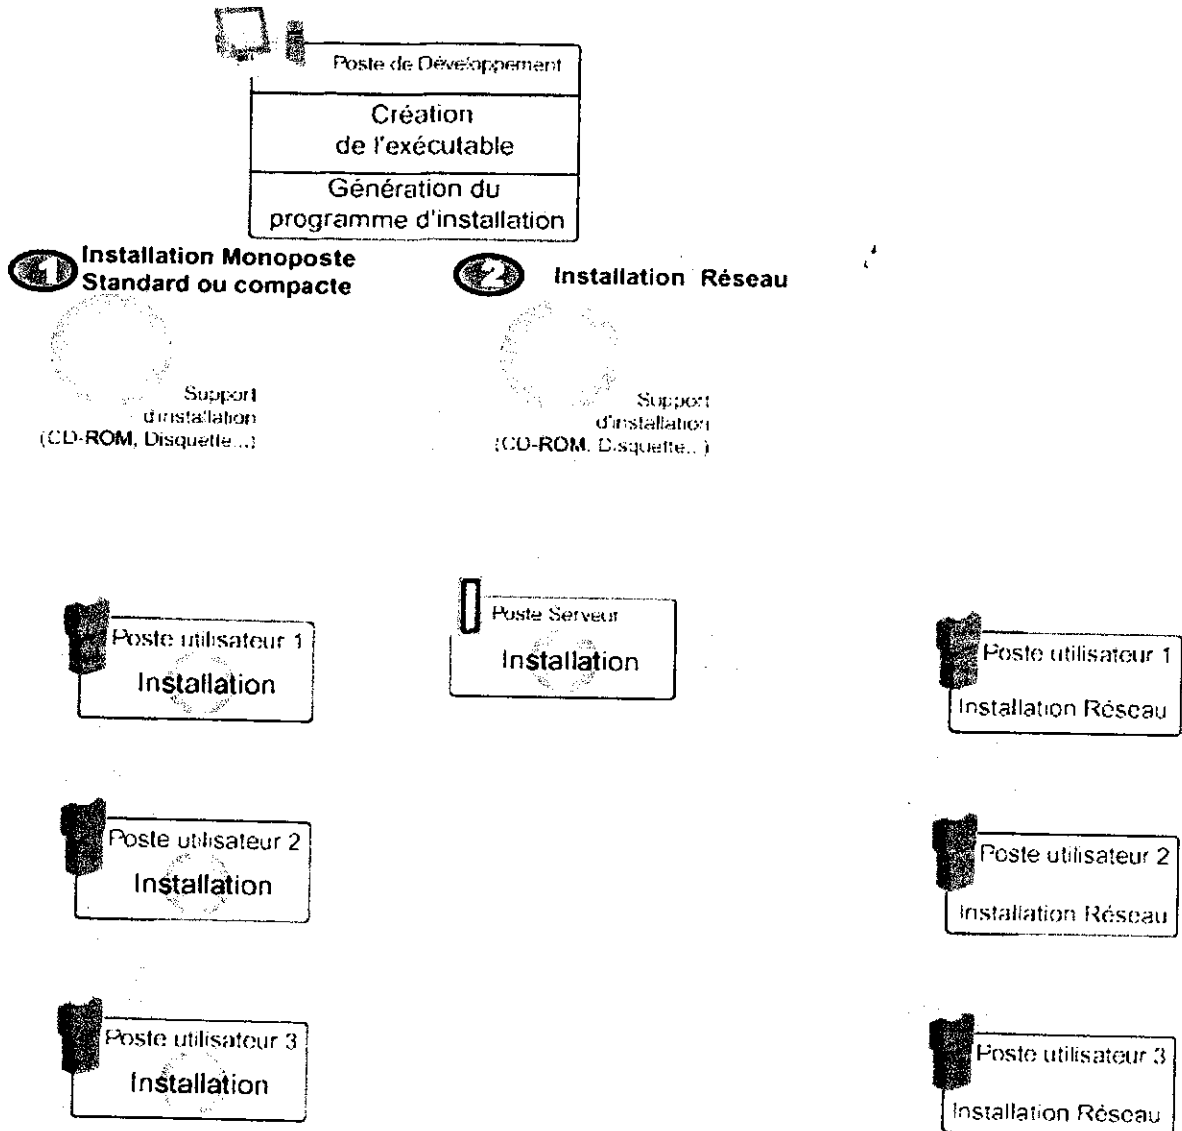 Poste de Développement
Création
de l'exécutable
Génération du
programme d'installation
1
Installation Monoposte
Standard ou compacte
2
Installation Réseau
Support
d'installation
(CD-ROM, Disquette...)
Support
d'installation
(CD-ROM, Disquette...)
Poste utilisateur 1
Installation
Poste Serveur
Installation
Poste utilisateur 1
Installation Réseau
Poste utilisateur 2
Installation
Poste utilisateur 2
Installation Réseau
Poste utilisateur 3
Installation
Poste utilisateur 3
Installation Réseau